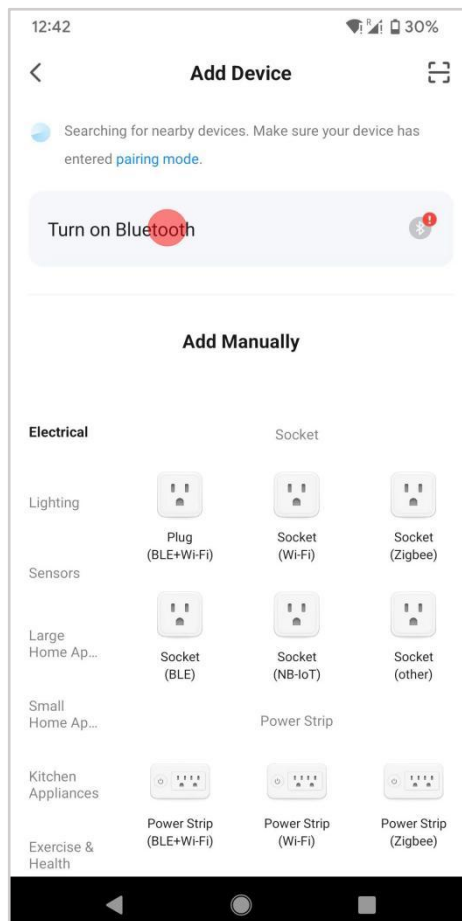 12:42
R
30%
Add Device
Searching for nearby devices. Make sure your device has
entered pairing mode.
Turn on Bluetooth
Add Manually
Electrical
Socket
Lighting
Plug
(BLE+Wi-Fi)
Socket
(Wi-Fi)
Socket
(Zigbee)
Sensors
Large
Home Ap...
Socket
(BLE)
Socket
(NB-IoT)
Socket
(other)
Small
Home Ap...
Power Strip
Kitchen
Appliances
Power Strip
(BLE+Wi-Fi)
Power Strip
(Wi-Fi)
Power Strip
(Zigbee)
Exercise &
Health